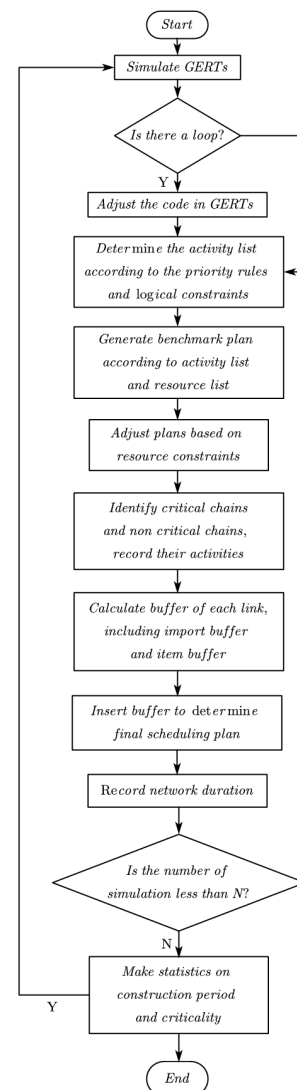 Start
Simulate GERTs
Is there a loop?
Y
Adjust the code in GERTs
Determine the activity list
according to the priority rules
and logical constraints
Generate benchmark plan
according to activity list
and resource list
Adjust plans based on
resource constraints
Identify critical chains
and non critical chains,
record their activities
Calculate buffer of each link,
including import buffer
and item buffer
Insert buffer to determine
final scheduling plan
Record network duration
Is the number of
simulation less than N?
N
Make statistics on
construction period
and criticality
Y
End